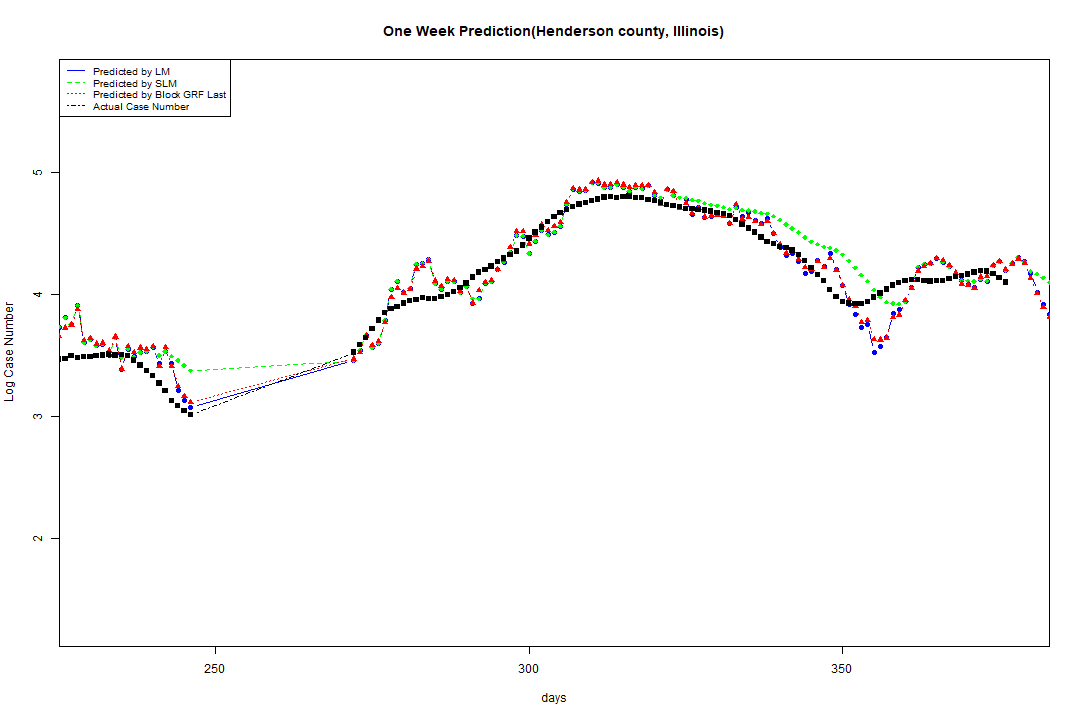 One Week Prediction(Henderson county, Illinois)
Predicted by LM
Predicted by SLM
Predicted by Block GRF Last
Actual Case Number
5
4
3
2
Log Case Number
250
300
350
days